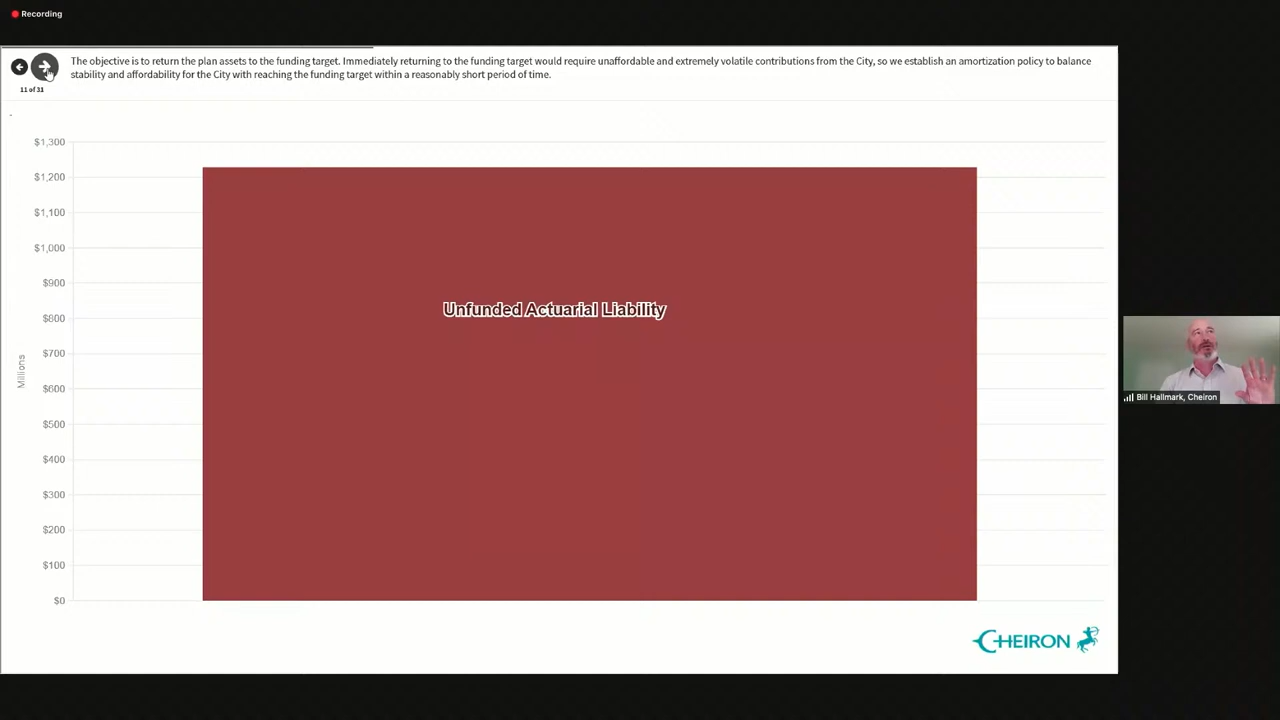 Recording
The objective is to return the plan assets to the funding target. Immediately returning to the funding target would require unaffordable and extremely volatile contributions from the City, so we establish an amortization policy to balance
stability and affordability for the City with reaching the funding target within a reasonably short period of time.
11 of 31
$1,300
$1,200
$1,100
$1,000
$900
$800
$700
$600
$500
$400
$300
$200
$100
$0
Millions
Unfunded Actuarial Liability
CHEIRON
Bill Hallmark, Cheiron